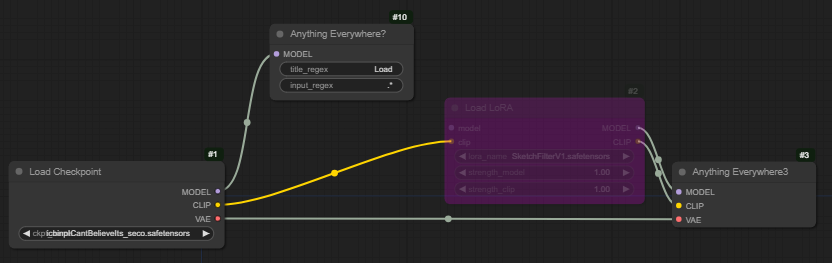 #10
Anything Everywhere?
MODEL
title_regex Load
input_regex .*
#2
Load LoRA
model MODEL
clip CLIP
lora_name SketchFilterV1.safetensors
strength_model 1.00
strength_clip 1.00
#1
Load Checkpoint
MODEL
CLIP
VAE
icbinpICantBelieveIts_seco.safetensors
#3
Anything Everywhere3
MODEL
CLIP
VAE